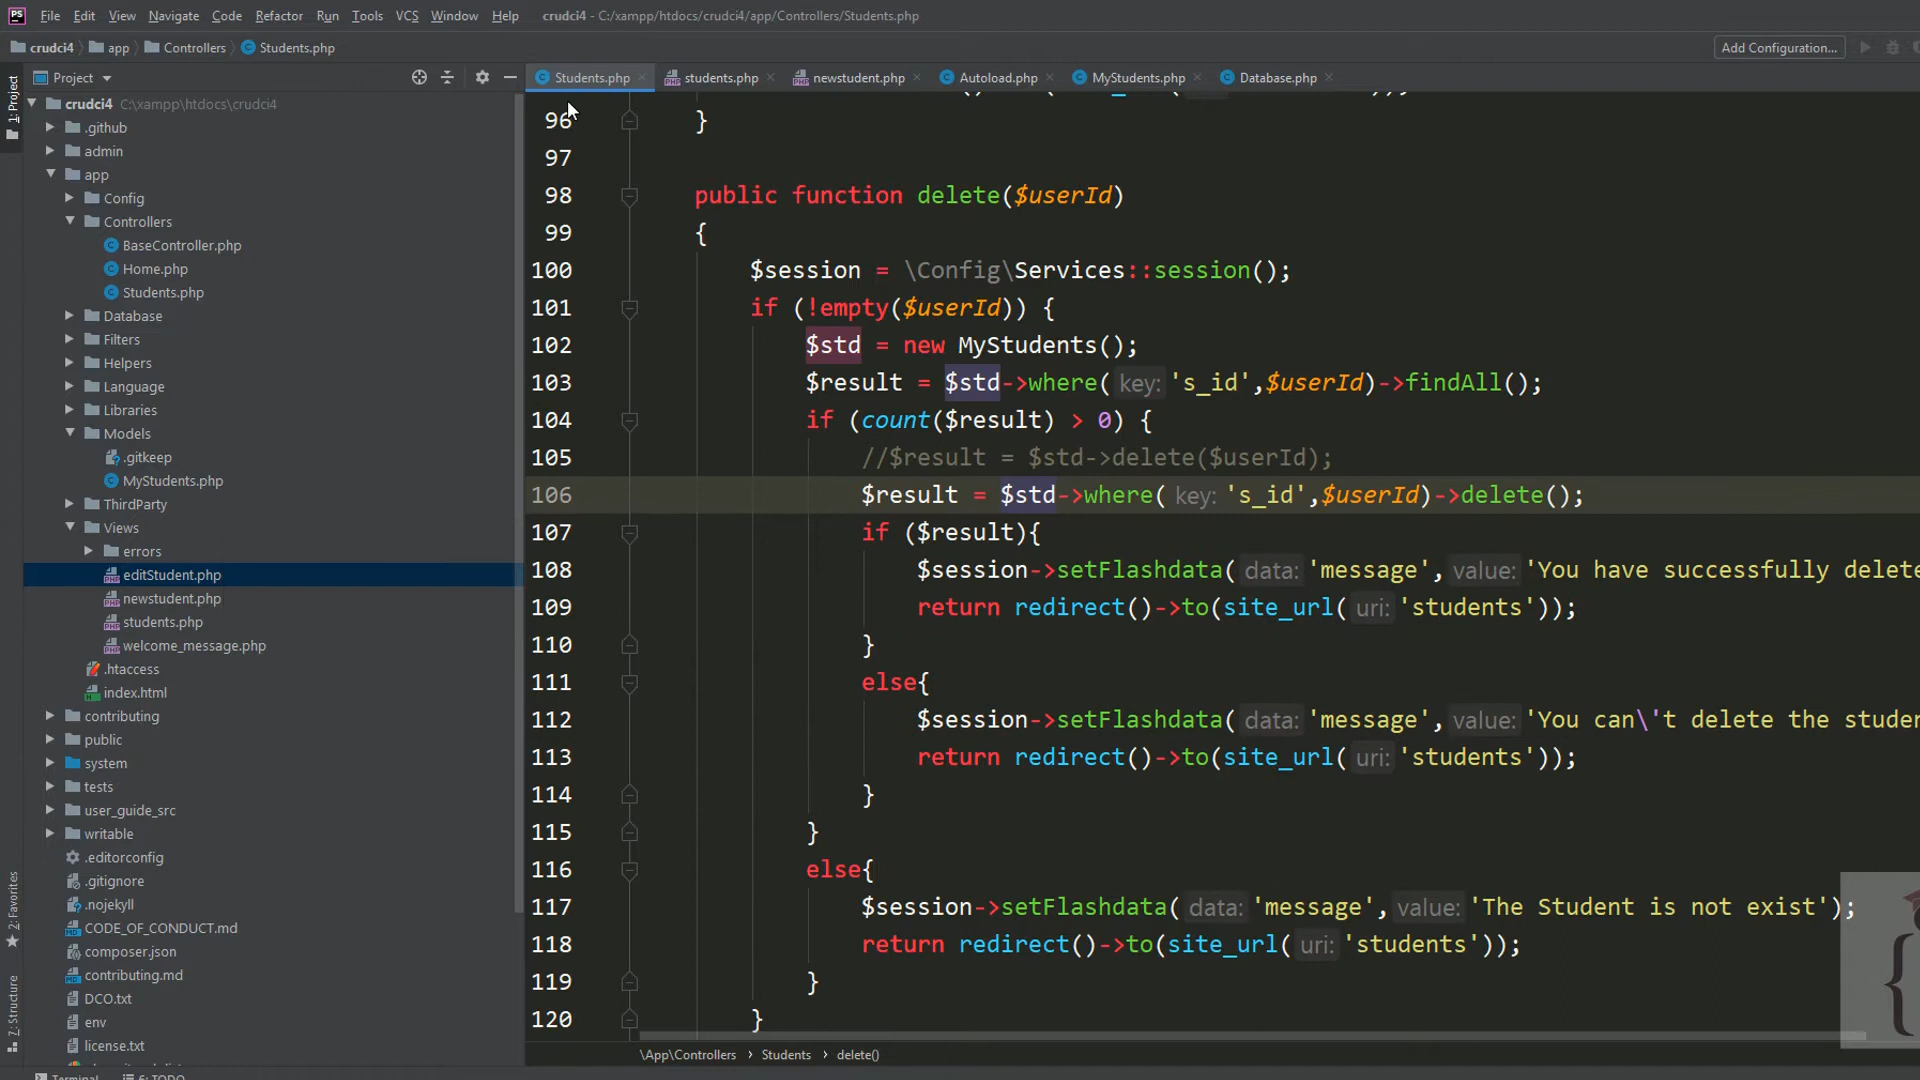 PS File Edit View Navigate Code Refactor Run Tools VCS Window Help crudci4 - C:/xampp/htdocs/crudci4/app/Controllers/Students.php
crudci4 app Controllers Students.php Add Configuration...
Project
Students.php students.php newstudent.php Autoload.php MyStudents.php Database.php
1: Project
crudci4 C:\xampp\htdocs\crudci4
.github
admin
app
Config
Controllers
BaseController.php
Home.php
Students.php
Database
Filters
Helpers
Language
Libraries
Models
.gitkeep
MyStudents.php
ThirdParty
Views
errors
editStudent.php
newstudent.php
students.php
welcome_message.php
.htaccess
index.html
contributing
public
system
tests
user_guide_src
writable
.editorconfig
.gitignore
.nojekyll
CODE_OF_CONDUCT.md
composer.json
contributing.md
DCO.txt
env
license.txt
2: Favorites
7: Structure
96 }
97
98 public function delete($userId)
99 {
100 $session = \Config\Services::session();
101 if (!empty($userId)) {
102 $std = new MyStudents();
103 $result = $std->where( key: 's_id',$userId)->findAll();
104 if (count($result) > 0) {
105 //$result = $std->delete($userId);
106 $result = $std->where( key: 's_id',$userId)->delete();
107 if ($result){
108 $session->setFlashdata( data: 'message', value: 'You have successfully delete
109 return redirect()->to(site_url( uri: 'students'));
110 }
111 else{
112 $session->setFlashdata( data: 'message', value: 'You can\'t delete the studen
113 return redirect()->to(site_url( uri: 'students'));
114 }
115 }
116 else{
117 $session->setFlashdata( data: 'message', value: 'The Student is not exist');
118 return redirect()->to(site_url( uri: 'students'));
119 }
120 }
\App\Controllers › Students › delete()
Terminal 6: TODO